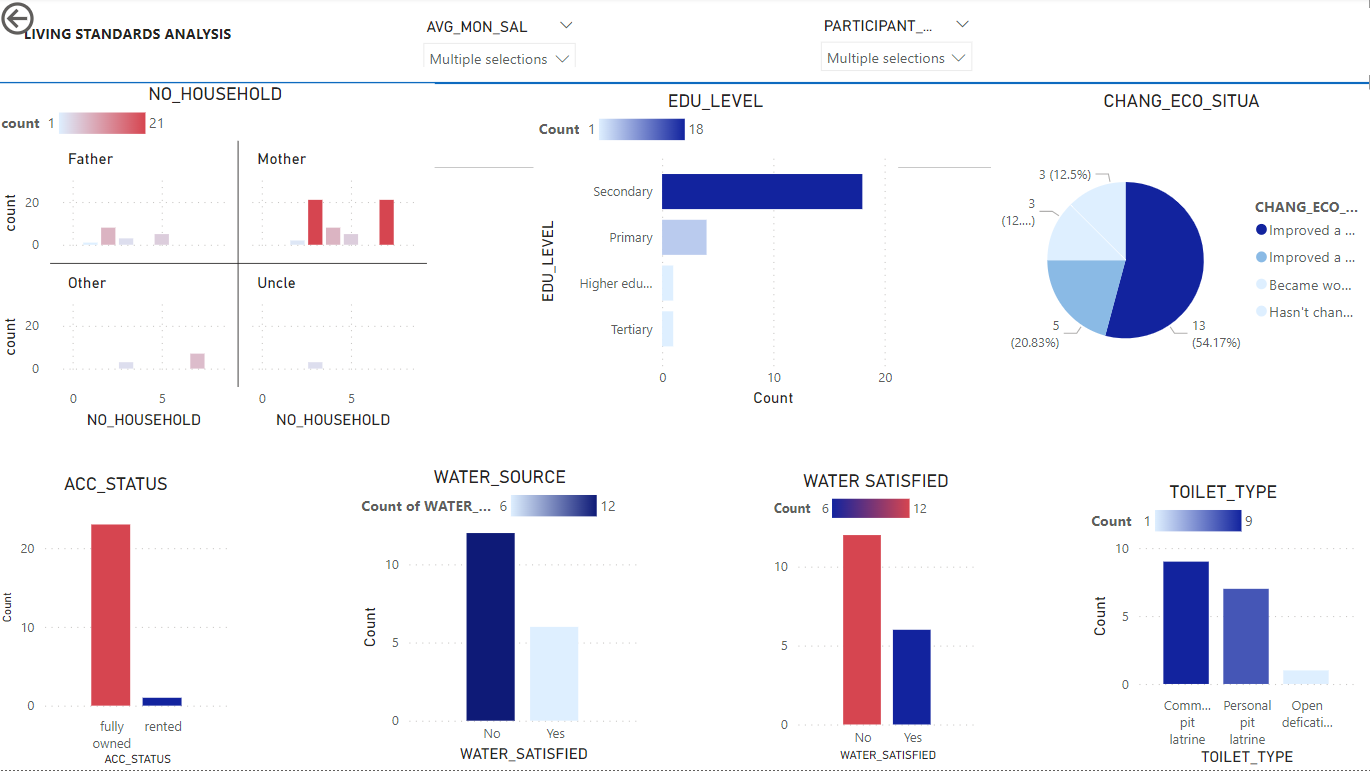 LIVING STANDARDS ANALYSIS
AVG_MON_SAL
Multiple selections
PARTICIPANT_...
Multiple selections
NO_HOUSEHOLD
count 1 21
Father
Mother
count
20
0
Other
Uncle
count
20
0
0 5
0 5
NO_HOUSEHOLD
NO_HOUSEHOLD
EDU_LEVEL
Count 1 18
EDU_LEVEL
Secondary
Primary
Higher edu...
Tertiary
0 10 20
Count
CHANG_ECO_SITUA
3 (12.5%)
3
(12....)
5
(20.83%)
13
(54.17%)
CHANG_ECO_...
Improved a ...
Improved a ...
Became wo...
Hasn't chan...
ACC_STATUS
Count
20
10
0
fully
owned
rented
ACC_STATUS
WATER_SOURCE
Count of WATER_... 6 12
Count
10
5
0
No Yes
WATER_SATISFIED
WATER SATISFIED
Count 6 12
10
5
0
No Yes
WATER_SATISFIED
TOILET_TYPE
Count 1 9
Count
10
5
0
Comm...
pit
latrine
Personal
pit
latrine
Open
deficati...
TOILET_TYPE